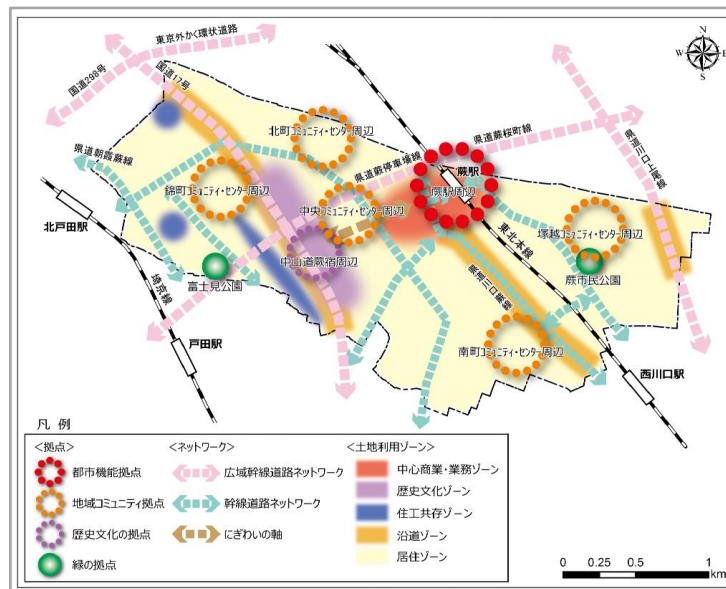 東京外かく環状道路
国道298号
国道17号
N
W
E
S
北町コミュニティ・センター周辺
県道蕨桜町線
県道朝霞蕨線
県道蕨停車場線
蕨駅
県道川口上尾線
錦町コミュニティ・センター周辺
蕨駅周辺
中央コミュニティ・センター周辺
塚越コミュニティ・センター周辺
北戸田駅
東北本線
中山道蕨宿周辺
蕨市民公園
埼京線
富士見公園
県道川口蕨線
戸田駅
南町コミュニティ・センター周辺
西川口駅
凡 例
<拠点>
都市機能拠点
地域コミュニティ拠点
歴史文化の拠点
緑の拠点
<ネットワーク>
広域幹線道路ネットワーク
幹線道路ネットワーク
にぎわいの軸
<土地利用ゾーン>
中心商業・業務ゾーン
歴史文化ゾーン
住工共存ゾーン
沿道ゾーン
居住ゾーン
0 0.5 1
km